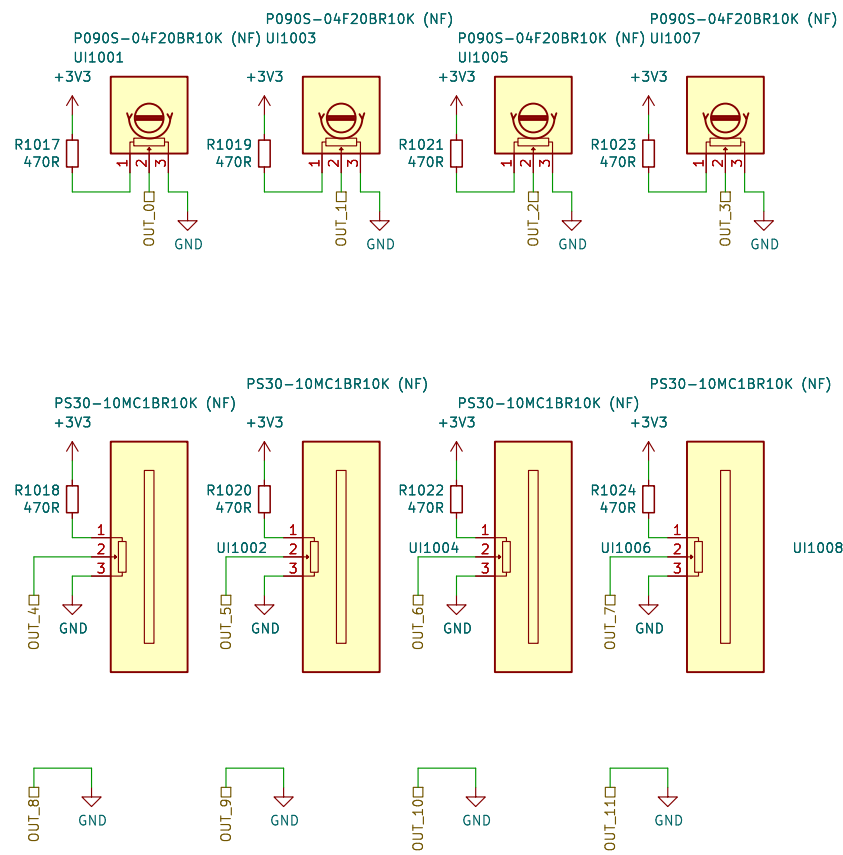 P090S-04F20BR10K (NF)
UI1001
+3V3
R1017
470R
1
2
3
OUT_0
GND
P090S-04F20BR10K (NF)
UI1003
+3V3
R1019
470R
1
2
3
OUT_1
GND
P090S-04F20BR10K (NF)
UI1005
+3V3
R1021
470R
1
2
3
OUT_2
GND
P090S-04F20BR10K (NF)
UI1007
+3V3
R1023
470R
1
2
3
OUT_3
GND
PS30-10MC1BR10K (NF)
+3V3
R1018
470R
1
2
3
UI1002
OUT_4
GND
PS30-10MC1BR10K (NF)
+3V3
R1020
470R
1
2
3
UI1004
OUT_5
GND
PS30-10MC1BR10K (NF)
+3V3
R1022
470R
1
2
3
UI1006
OUT_6
GND
PS30-10MC1BR10K (NF)
+3V3
R1024
470R
1
2
3
UI1008
OUT_7
GND
OUT_8
GND
OUT_9
GND
OUT_10
GND
OUT_11
GND